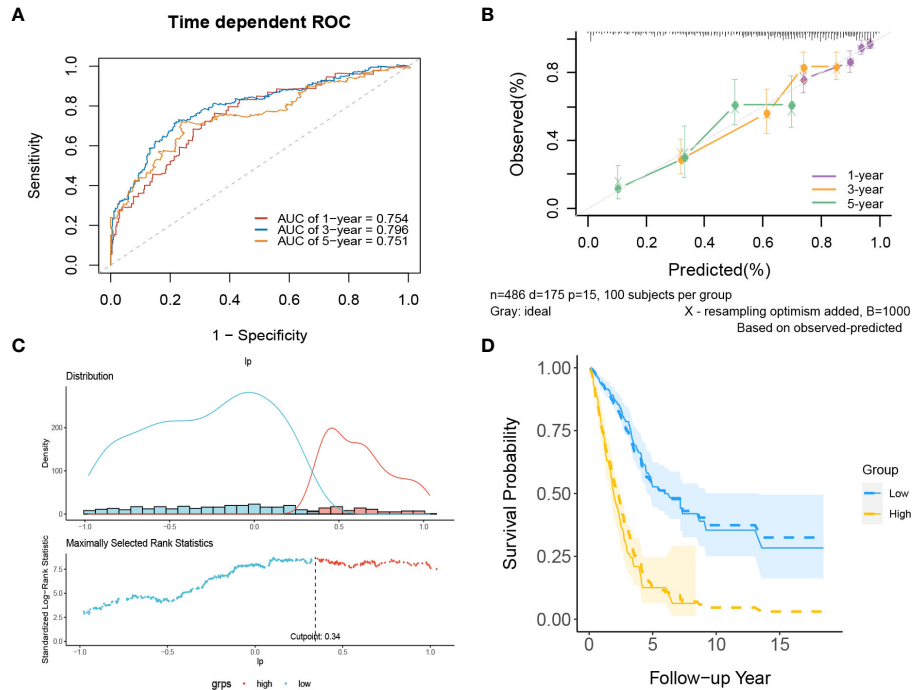 A
Time dependent ROC
Sensitivity
1.0
0.8
0.6
0.4
0.2
0.0
AUC of 1−year = 0.754
AUC of 3−year = 0.796
AUC of 5−year = 0.751
0.0 0.2 0.4 0.6 0.8 1.0
1 − Specificity
B
Observed(%)
0.8
0.4
0.0
1-year
3-year
5-year
0.0 0.2 0.4 0.6 0.8 1.0
Predicted(%)
n=486 d=175 p=15, 100 subjects per group
Gray: ideal X - resampling optimism added, B=1000
Based on observed-predicted
C
lp
Distribution
Density
200
100
0
−1.0 −0.5 0.0 0.5 1.0
Maximally Selected Rank Statistics
Standardized Log−Rank Statistic
7.5
5.0
2.5
0.0
Cutpoint: 0.34
−1.0 −0.5 0.0 0.5 1.0
lp
grps high low
D
Survival Probability
1.00
0.75
0.50
0.25
0.00
0 5 10 15
Follow-up Year
Group
Low
High